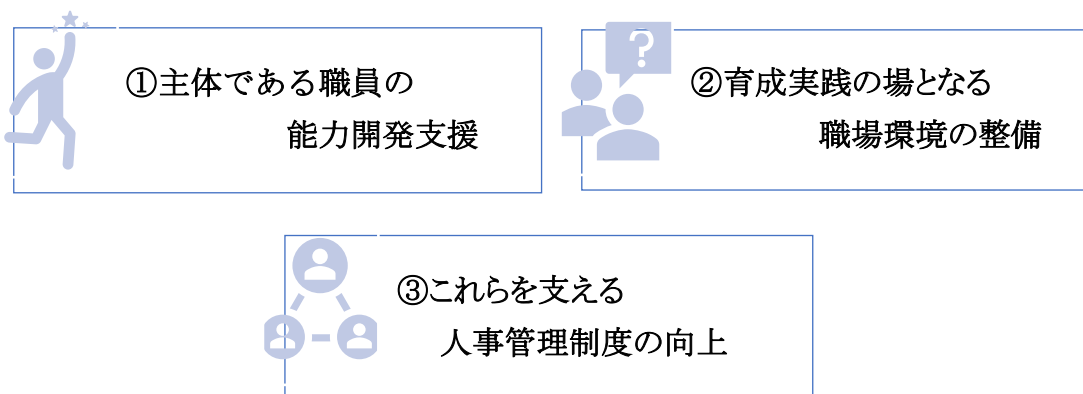 ①主体である職員の
能力開発支援
?
②育成実践の場となる
職場環境の整備
③これらを支える
人事管理制度の向上